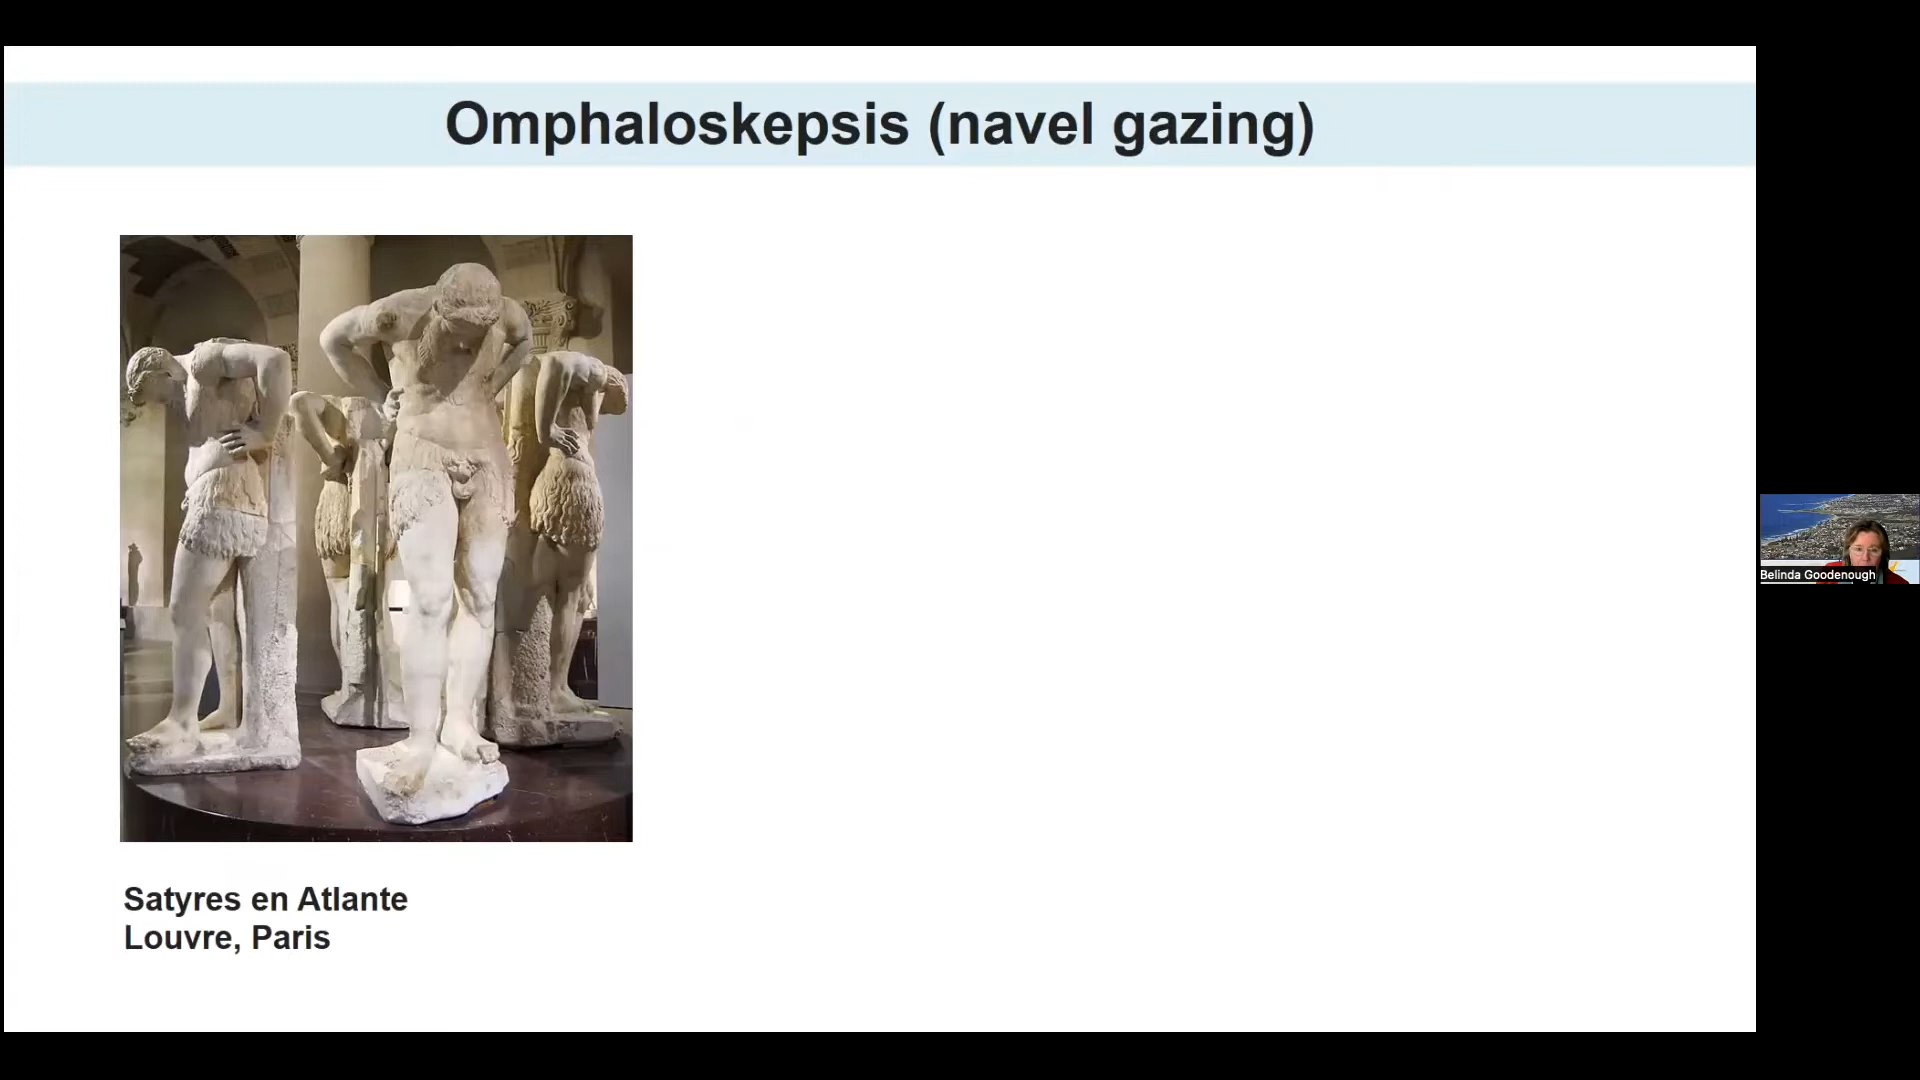 Omphaloskepsis (navel gazing)
Satyres en Atlante
Louvre, Paris
Belinda Goodenough